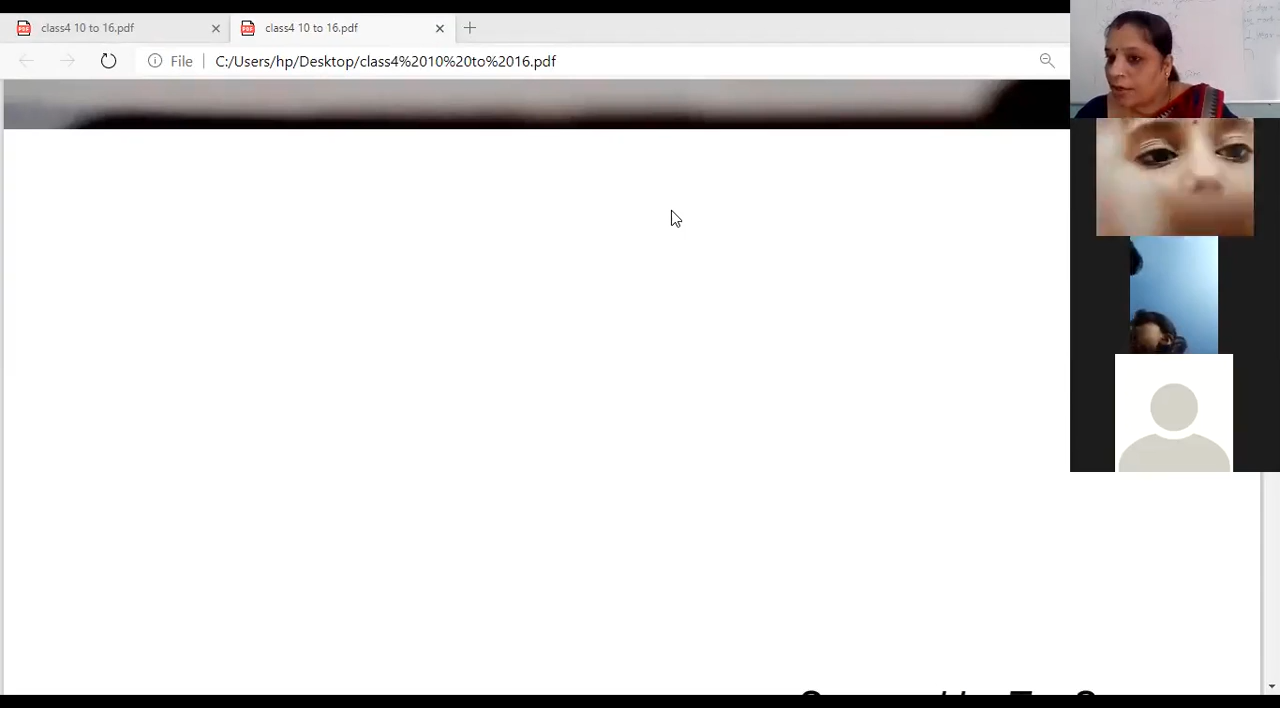 class4 10 to 16.pdf
class4 10 to 16.pdf
File
C:/Users/hp/Desktop/class4%2010%20to%2016.pdf